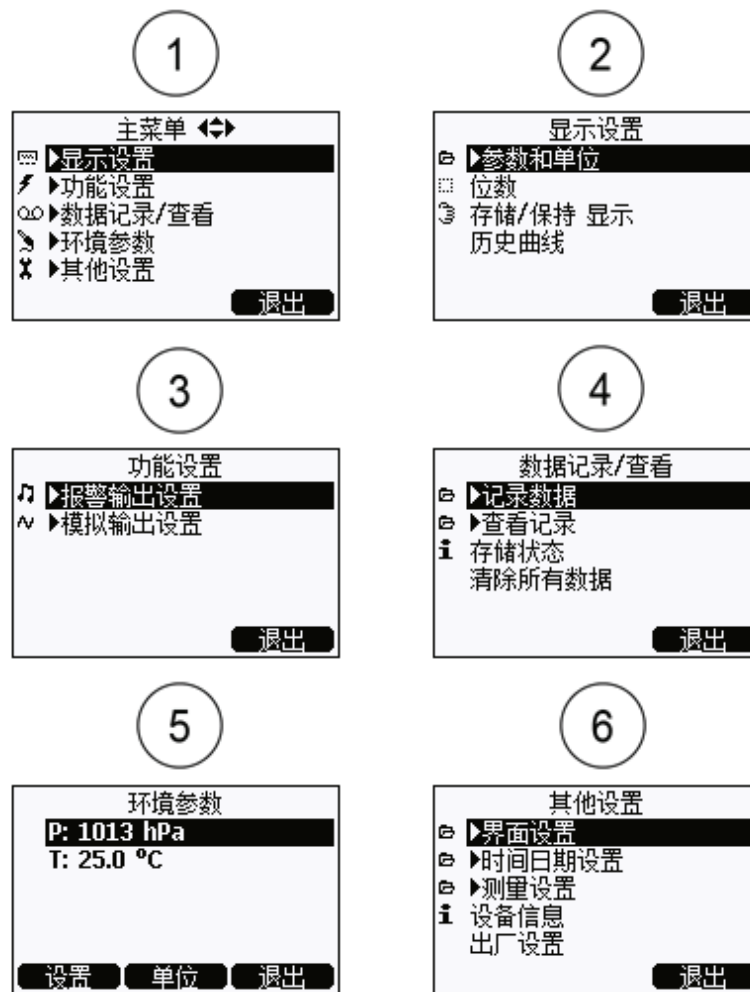 1
主菜单
显示设置
功能设置
数据记录/查看
环境参数
其他设置
退出
2
显示设置
参数和单位
位数
存储/保持 显示
历史曲线
退出
3
功能设置
报警输出设置
模拟输出设置
退出
4
数据记录/查看
记录数据
查看记录
存储状态
清除所有数据
退出
5
环境参数
P: 1013 hPa
T: 25.0 ºC
设置 单位 退出
6
其他设置
界面设置
时间日期设置
测量设置
设备信息
出厂设置
退出